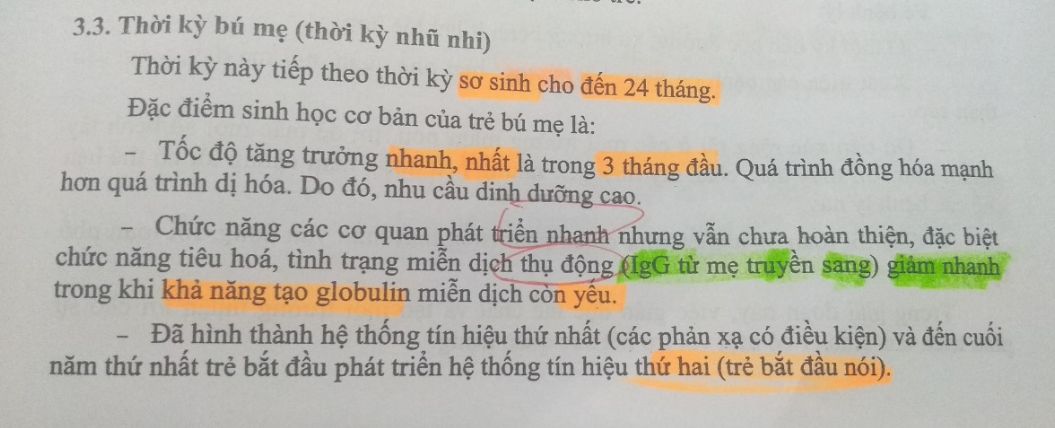 3.3. Thời kỳ bú mẹ (thời kỳ nhũ nhi)
Thời kỳ này tiếp theo thời kỳ sơ sinh cho đến 24 tháng.
Đặc điểm sinh học cơ bản của trẻ bú mẹ là:
– Tốc độ tăng trưởng nhanh, nhất là trong 3 tháng đầu. Quá trình đồng hóa mạnh
hơn quá trình dị hóa. Do đó, nhu cầu dinh dưỡng cao.
– Chức năng các cơ quan phát triển nhanh nhưng vẫn chưa hoàn thiện, đặc biệt
chức năng tiêu hoá, tình trạng miễn dịch thụ động (IgG từ mẹ truyền sang) giảm nhanh
trong khi khả năng tạo globulin miễn dịch còn yếu.
– Đã hình thành hệ thống tín hiệu thứ nhất (các phản xạ có điều kiện) và đến cuối
năm thứ nhất trẻ bắt đầu phát triển hệ thống tín hiệu thứ hai (trẻ bắt đầu nói).